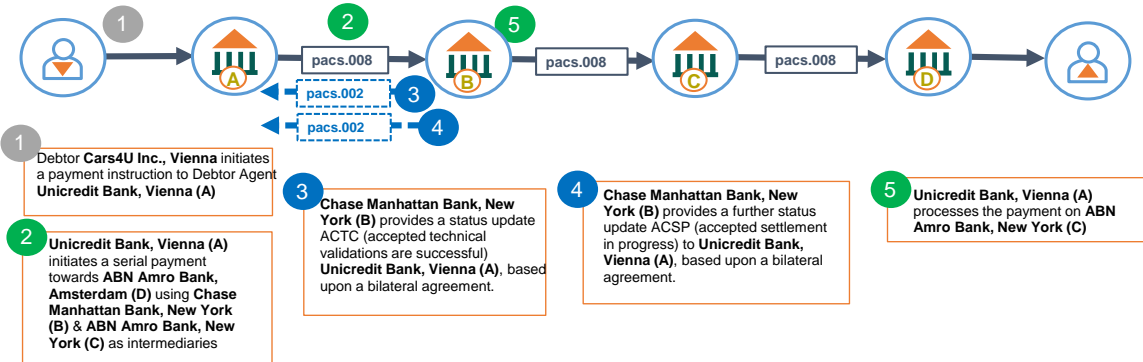 1
2
5
pacs.008
pacs.008
pacs.008
A
B
C
D
pacs.002
3
pacs.002
4
1
Debtor Cars4U Inc., Vienna initiates
a payment instruction to Debtor Agent
Unicredit Bank, Vienna (A)
2
Unicredit Bank, Vienna (A)
initiates a serial payment
towards ABN Amro Bank,
Amsterdam (D) using Chase
Manhattan Bank, New York
(B) & ABN Amro Bank, New
York (C) as intermediaries
3
Chase Manhattan Bank, New
York (B) provides a status update
ACTC (accepted technical
validations are successful)
Unicredit Bank, Vienna (A), based
upon a bilateral agreement.
4
Chase Manhattan Bank, New
York (B) provides a further status
update ACSP (accepted settlement
in progress) to Unicredit Bank,
Vienna (A), based upon a bilateral
agreement.
5
Unicredit Bank, Vienna (A)
processes the payment on ABN
Amro Bank, New York (C)